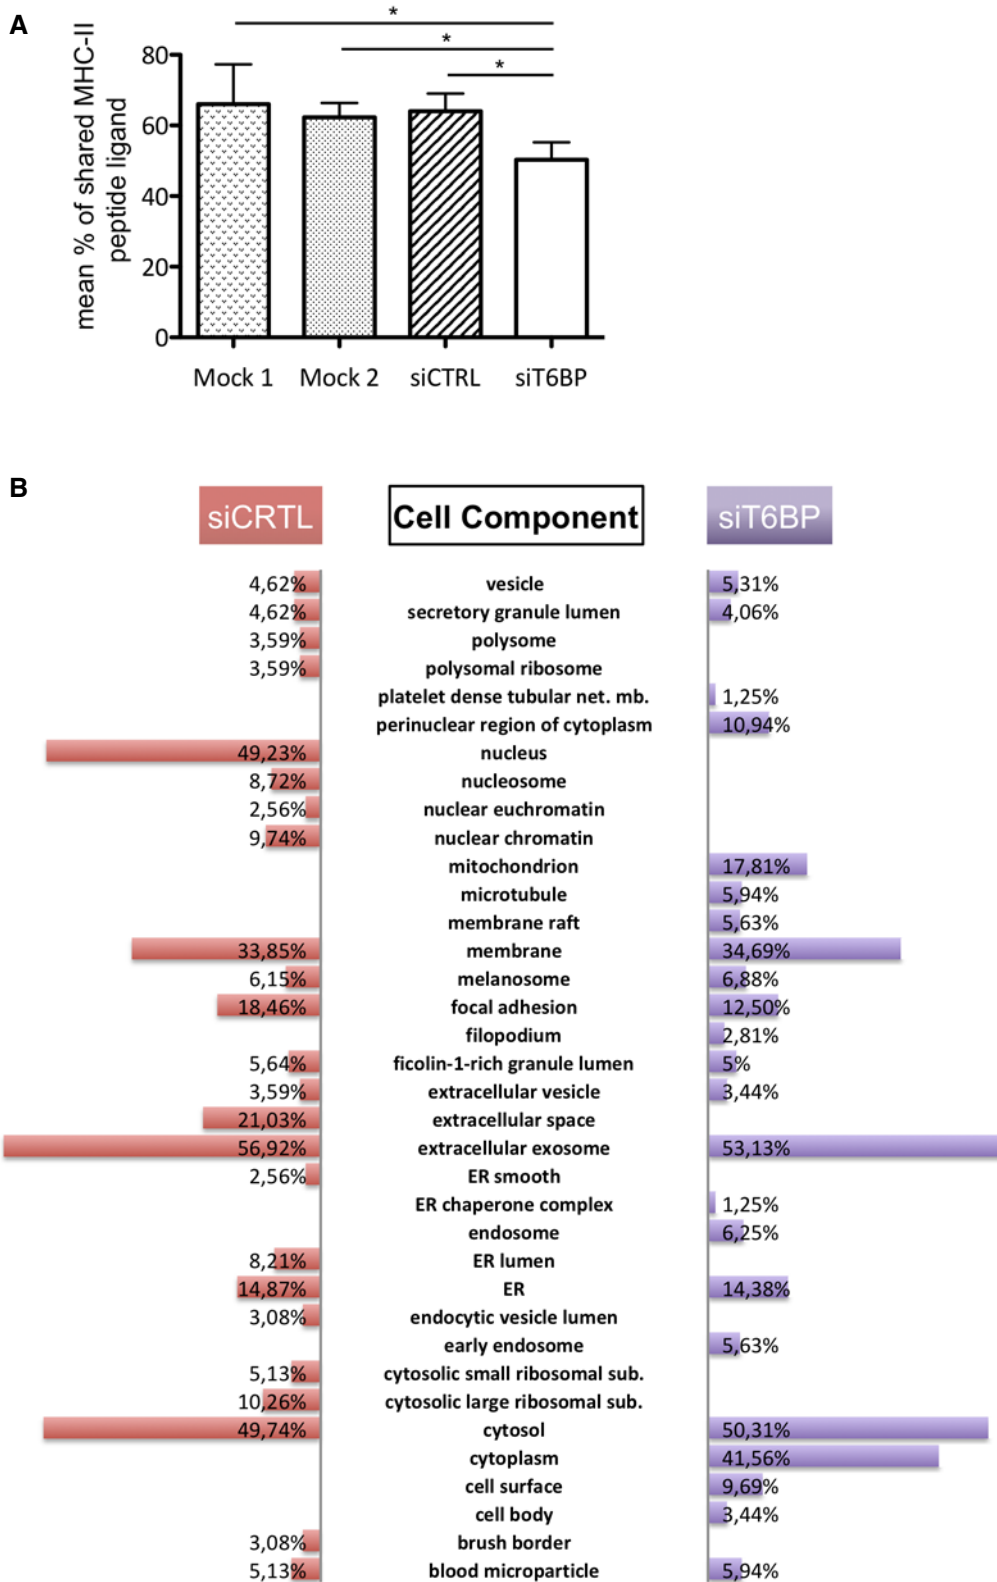 A
*
*
*
mean % of shared MHC-II
peptide ligand
80
60
40
20
0
Mock 1 Mock 2 siCTRL siT6BP
B
siCRTL Cell Component siT6BP
4,62% vesicle 5,31%
4,62% secretory granule lumen 4,06%
3,59% polysome
3,59% polysomal ribosome
platelet dense tubular net. mb. 1,25%
perinuclear region of cytoplasm 10,94%
49,23% nucleus
8,72% nucleosome
2,56% nuclear euchromatin
9,74% nuclear chromatin
mitochondrion 17,81%
microtubule 5,94%
membrane raft 5,63%
33,85% membrane 34,69%
6,15% melanosome 6,88%
18,46% focal adhesion 12,50%
filopodium 2,81%
5,64% ficolin-1-rich granule lumen 5%
3,59% extracellular vesicle 3,44%
21,03% extracellular space
56,92% extracellular exosome 53,13%
2,56% ER smooth
ER chaperone complex 1,25%
endosome 6,25%
8,21% ER lumen
14,87% ER 14,38%
3,08% endocytic vesicle lumen
early endosome 5,63%
5,13% cytosolic small ribosomal sub.
10,26% cytosolic large ribosomal sub.
49,74% cytosol 50,31%
cytoplasm 41,56%
cell surface 9,69%
cell body 3,44%
3,08% brush border
5,13% blood microparticle 5,94%